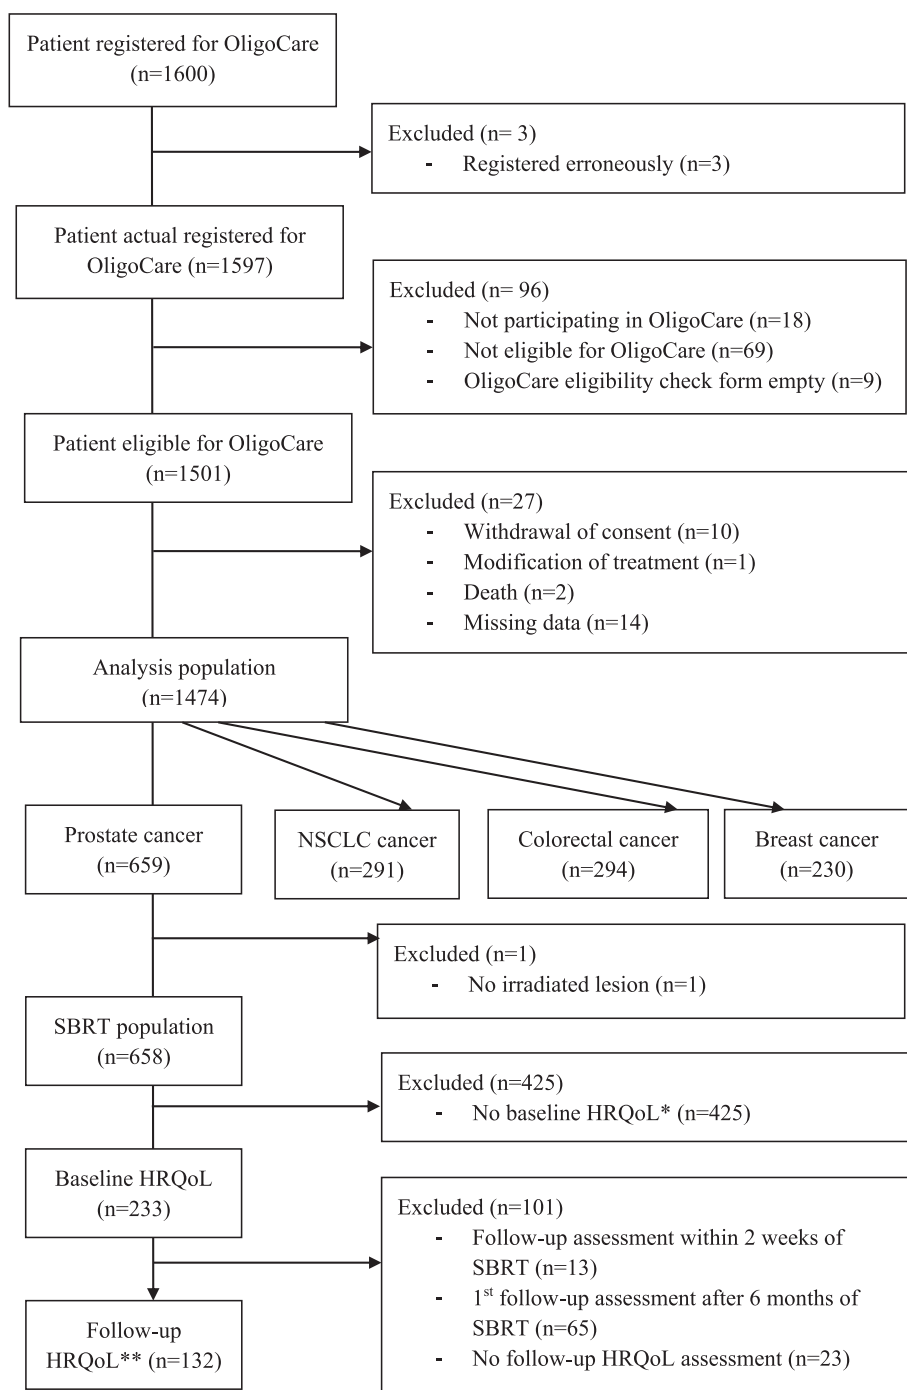 Patient registered for OligoCare
(n=1600)
Excluded (n= 3)
- Registered erroneously (n=3)
Patient actual registered for
OligoCare (n=1597)
Excluded (n= 96)
- Not participating in OligoCare (n=18)
- Not eligible for OligoCare (n=69)
- OligoCare eligibility check form empty (n=9)
Patient eligible for OligoCare
(n=1501)
Excluded (n=27)
- Withdrawal of consent (n=10)
- Modification of treatment (n=1)
- Death (n=2)
- Missing data (n=14)
Analysis population
(n=1474)
Prostate cancer
(n=659)
NSCLC cancer
(n=291)
Colorectal cancer
(n=294)
Breast cancer
(n=230)
Excluded (n=1)
- No irradiated lesion (n=1)
SBRT population
(n=658)
Excluded (n=425)
- No baseline HRQoL* (n=425)
Baseline HRQoL
(n=233)
Excluded (n=101)
- Follow-up assessment within 2 weeks of
SBRT (n=13)
- 1st follow-up assessment after 6 months of
SBRT (n=65)
- No follow-up HRQoL assessment (n=23)
Follow-up
HRQoL** (n=132)